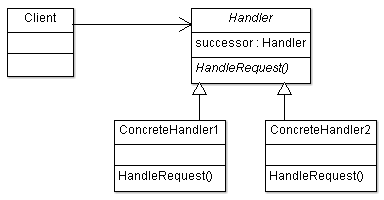 Client
Handler
successor : Handler
HandleRequest()
ConcreteHandler1
ConcreteHandler2
HandleRequest()
HandleRequest()